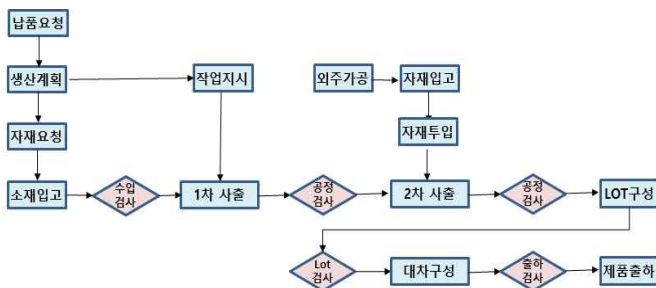 납품요청
생산계획
작업지시
외주가공
자재입고
자재요청
자재투입
소재입고
수입
검사
1차 사출
공정
검사
2차 사출
공정
검사
LOT구성
Lot
검사
대차구성
출하
검사
제품출하